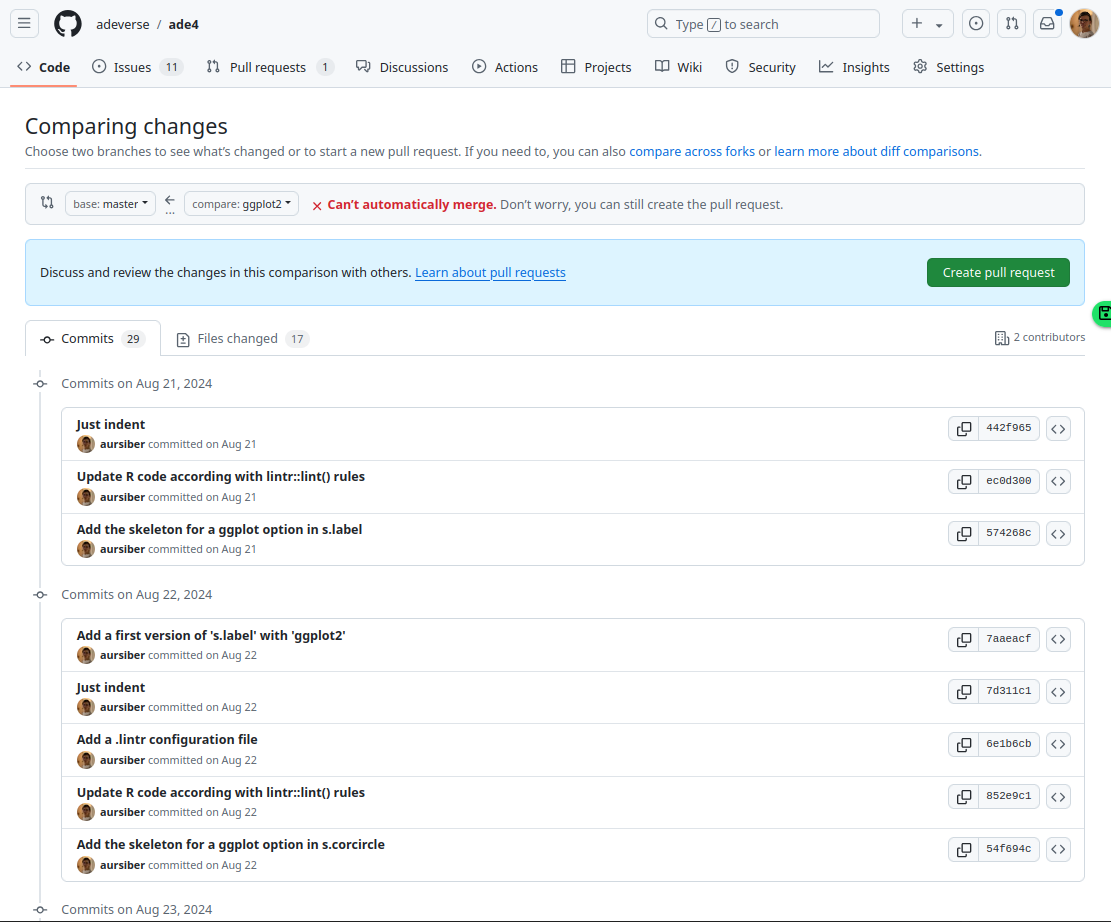 adeverse / ade4
Type / to search
Code
Issues 11
Pull requests 1
Discussions
Actions
Projects
Wiki
Security
Insights
Settings
Comparing changes
Choose two branches to see what's changed or to start a new pull request. If you need to, you can also compare across forks or learn more about diff comparisons.
base: master
...
compare: ggplot2
Can't automatically merge. Don't worry, you can still create the pull request.
Discuss and review the changes in this comparison with others. Learn about pull requests
Create pull request
Commits 29
Files changed 17
2 contributors
Commits on Aug 21, 2024
Just indent
442f965
aursiber committed on Aug 21
Update R code according with lintr::lint() rules
ec0d300
aursiber committed on Aug 21
Add the skeleton for a ggplot option in s.label
574268c
aursiber committed on Aug 21
Commits on Aug 22, 2024
Add a first version of 's.label' with 'ggplot2'
7aaeacf
aursiber committed on Aug 22
Just indent
7d311c1
aursiber committed on Aug 22
Add a .lintr configuration file
6e1b6cb
aursiber committed on Aug 22
Update R code according with lintr::lint() rules
852e9c1
aursiber committed on Aug 22
Add the skeleton for a ggplot option in s.corcircle
54f694c
aursiber committed on Aug 22
Commits on Aug 23, 2024